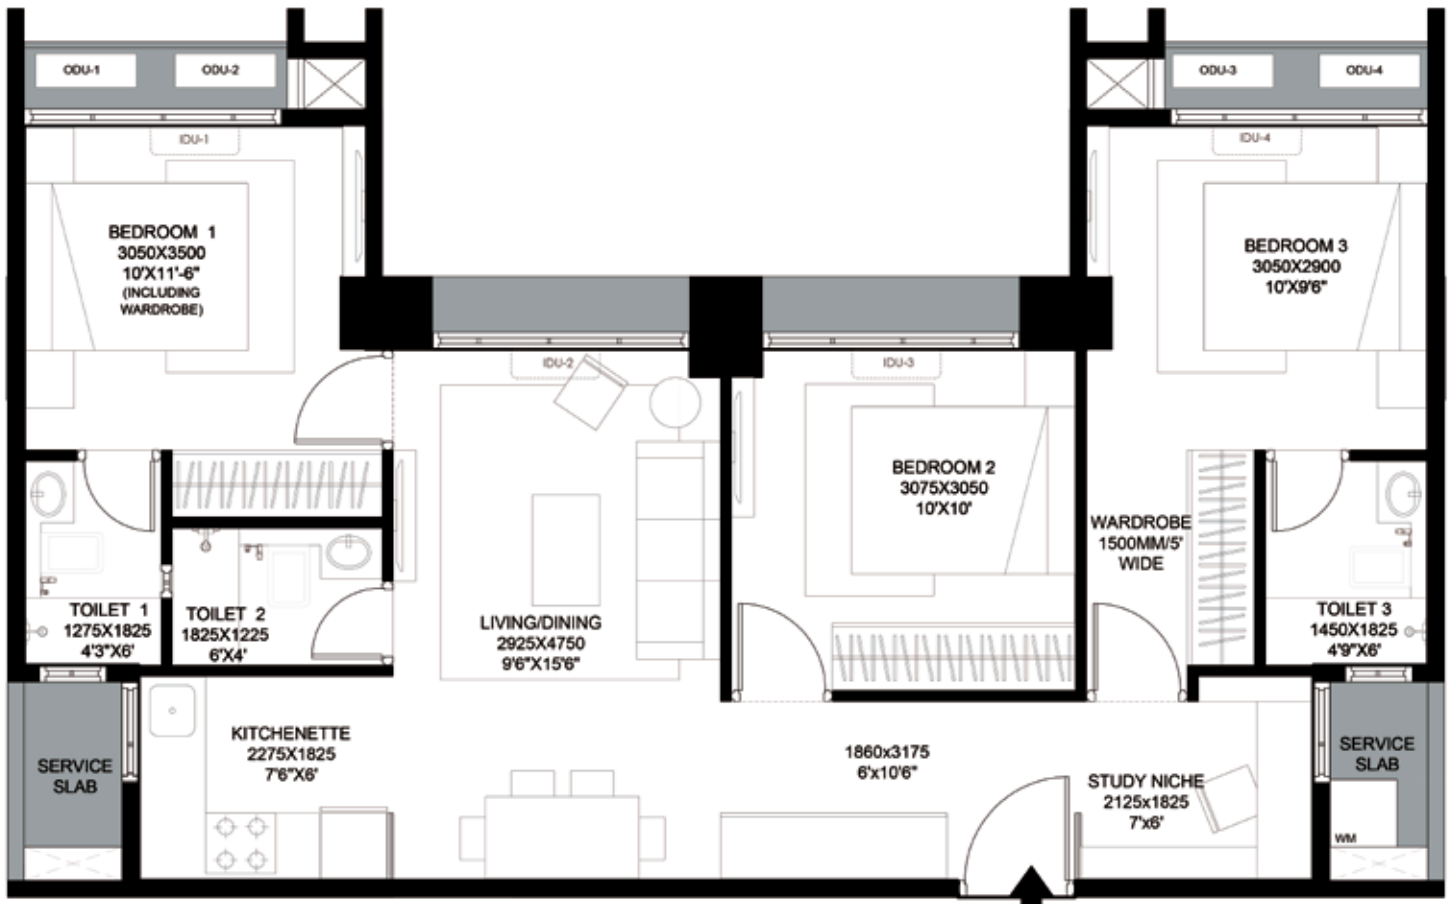 ODU-1
ODU-2
ODU-3
ODU-4
IDU-1
IDU-4
BEDROOM 1
3050X3500
10'X11'-6"
(INCLUDING
WARDROBE)
BEDROOM 3
3050X2900
10'X9'6"
IDU-2
IDU-3
BEDROOM 2
3075X3050
10'X10'
WARDROBE
1500MM/5'
WIDE
TOILET 1
1275X1825
4'3"X6'
TOILET 2
1825X1225
6'X4'
LIVING/DINING
2925X4750
9'6"X15'6"
TOILET 3
1450X1825
4'9"X6'
SERVICE
SLAB
KITCHENETTE
2275X1825
7'6"X6'
1860x3175
6'x10'6"
STUDY NICHE
2125x1825
7'x6'
SERVICE
SLAB
WM